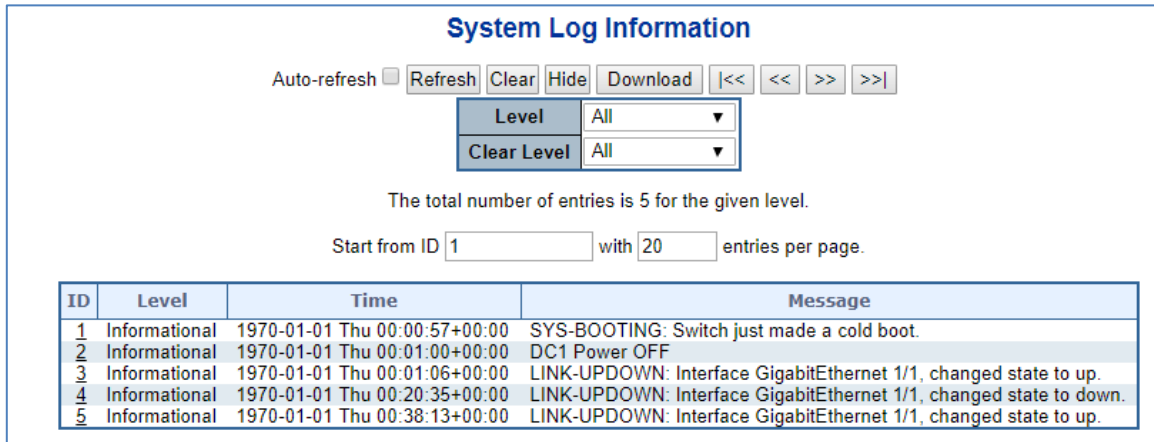 System Log Information
Auto-refresh Refresh Clear Hide Download |<< << >> >>|
Level All
Clear Level All
The total number of entries is 5 for the given level.
Start from ID 1 with 20 entries per page.
ID Level Time Message
1 Informational 1970-01-01 Thu 00:00:57+00:00 SYS-BOOTING: Switch just made a cold boot.
2 Informational 1970-01-01 Thu 00:01:00+00:00 DC1 Power OFF
3 Informational 1970-01-01 Thu 00:01:06+00:00 LINK-UPDOWN: Interface GigabitEthernet 1/1, changed state to up.
4 Informational 1970-01-01 Thu 00:20:35+00:00 LINK-UPDOWN: Interface GigabitEthernet 1/1, changed state to down.
5 Informational 1970-01-01 Thu 00:38:13+00:00 LINK-UPDOWN: Interface GigabitEthernet 1/1, changed state to up.